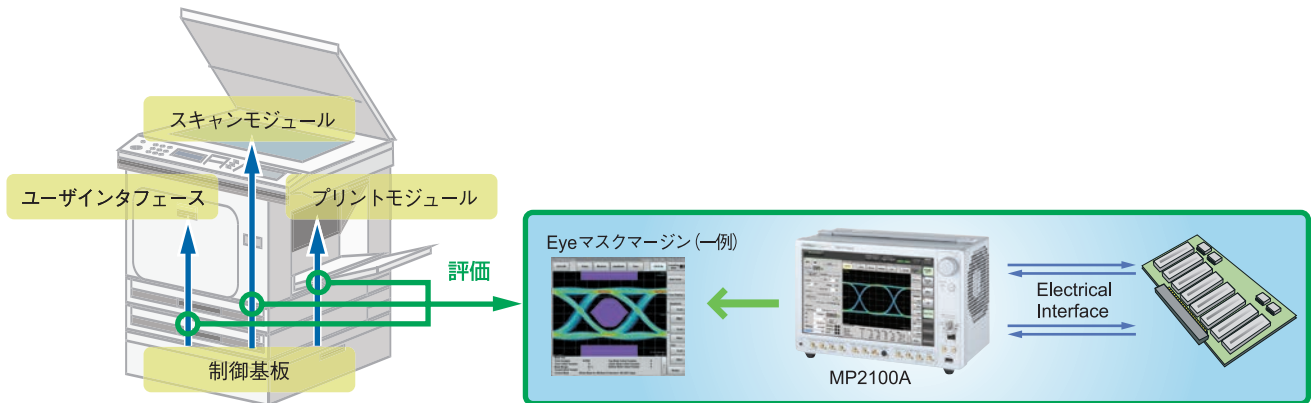 スキャンモジュール
ユーザインタフェース
プリントモジュール
制御基板
評価
Eyeマスクマージン(一例)
MP2100A
Electrical
Interface